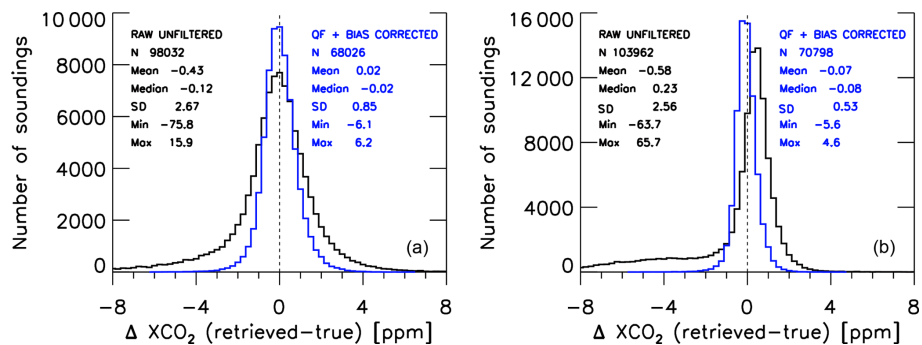 10 000
8000
6000
4000
2000
0
Number of soundings
RAW UNFILTERED
N 98032
Mean -0.43
Median -0.12
SD 2.67
Min -75.8
Max 15.9
QF + BIAS CORRECTED
N 68026
Mean 0.02
Median -0.02
SD 0.85
Min -6.1
Max 6.2
(a)
-8 -4 0 4 8
Δ XCO₂ (retrieved-true) [ppm]
16 000
12 000
8000
4000
0
Number of soundings
RAW UNFILTERED
N 103962
Mean -0.58
Median 0.23
SD 2.56
Min -63.7
Max 65.7
QF + BIAS CORRECTED
N 70798
Mean -0.07
Median -0.08
SD 0.53
Min -5.6
Max 4.6
(b)
-8 -4 0 4 8
Δ XCO₂ (retrieved-true) [ppm]